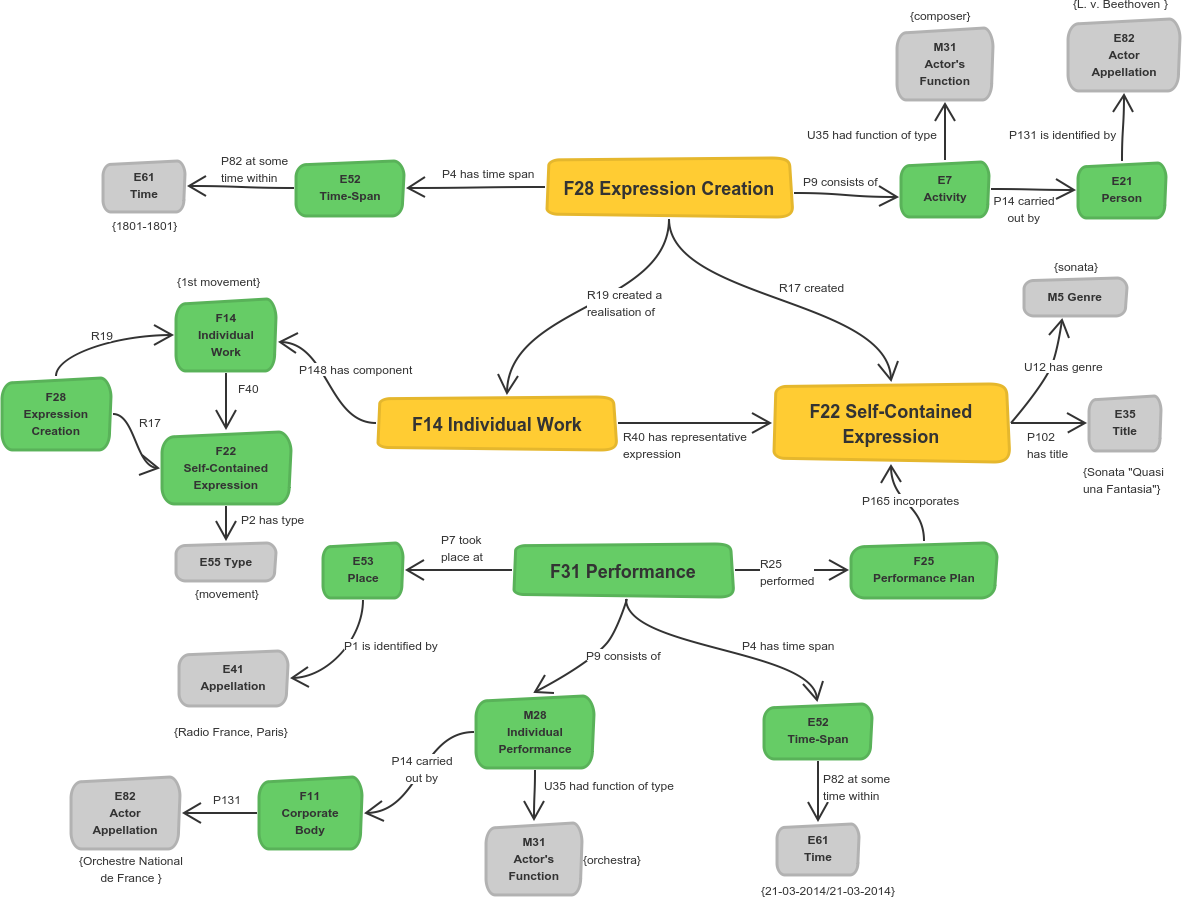 {L. v. Beethoven }
{composer}
M31
Actor's
Function
E82
Actor
Appellation
U35 had function of type
P131 is identified by
P82 at some
time within
P4 has time span
E61
Time
E52
Time-Span
F28 Expression Creation
P9 consists of
E7
Activity
P14 carried
out by
E21
Person
{1801-1801}
{1st movement}
R19 created a
realisation of
R17 created
{sonata}
M5 Genre
F14
Individual
Work
R19
P148 has component
U12 has genre
F28
Expression
Creation
F40
R17
F14 Individual Work
R40 has representative
expression
F22 Self-Contained
Expression
P102
has title
E35
Title
{Sonata "Quasi
una Fantasia"}
F22
Self-Contained
Expression
P165 incorporates
P2 has type
E55 Type
{movement}
E53
Place
P7 took
place at
F31 Performance
R25
performed
F25
Performance Plan
P1 is identified by
P9 consists of
P4 has time span
E41
Appellation
{Radio France, Paris}
M28
Individual
Performance
E52
Time-Span
P14 carried
out by
U35 had function of type
P82 at some
time within
E82
Actor
Appellation
P131
F11
Corporate
Body
{Orchestre National
de France }
M31
Actor's
Function
{orchestra}
E61
Time
{21-03-2014/21-03-2014}